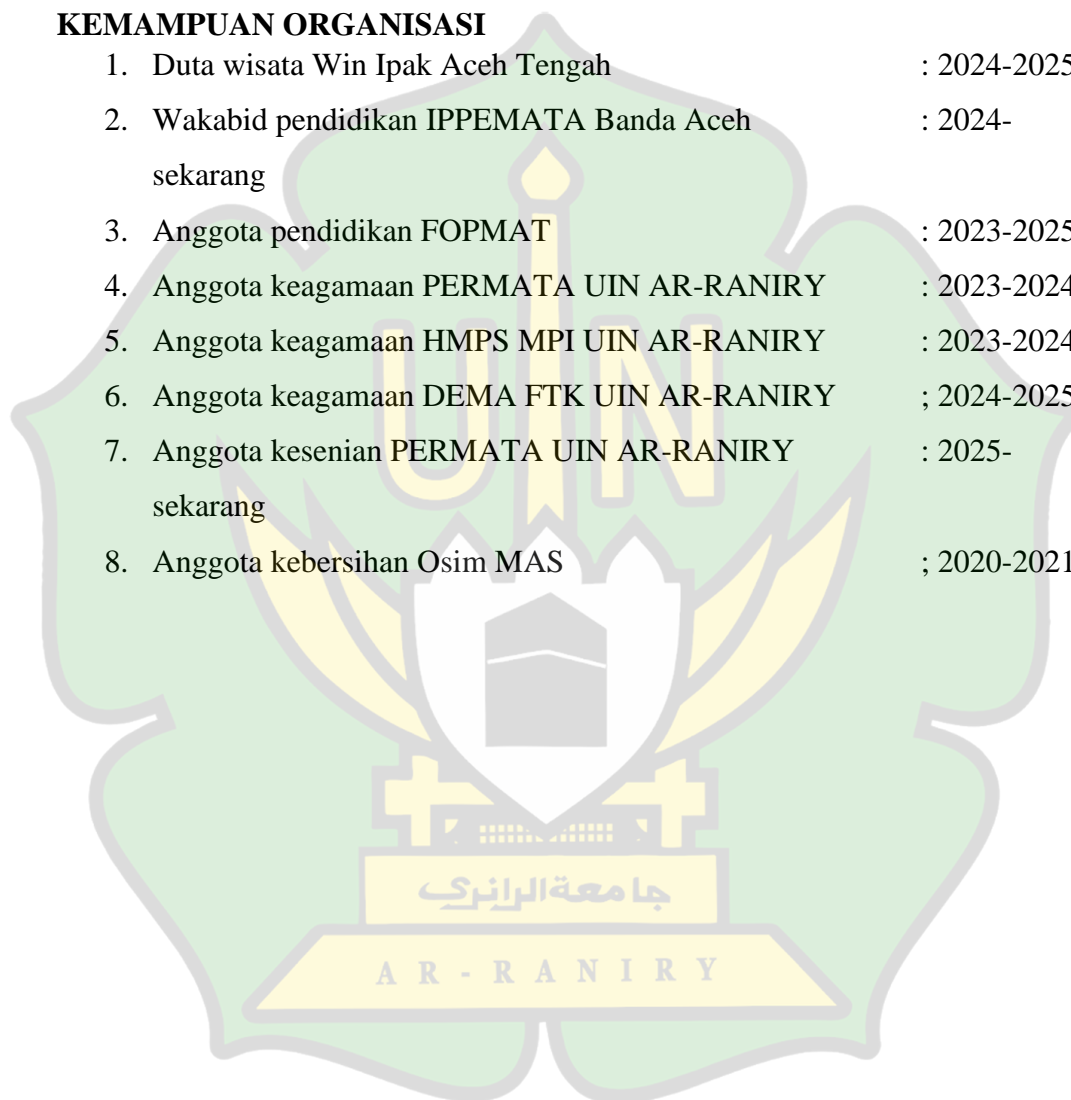 KEMAMPUAN ORGANISASI
1. Duta wisata Win Ipak Aceh Tengah : 2024-2025
2. Wakabid pendidikan IPPEMATA Banda Aceh : 2024-
sekarang
3. Anggota pendidikan FOPMAT : 2023-2025
4. Anggota keagamaan PERMATA UIN AR-RANIRY : 2023-2024
5. Anggota keagamaan HMPS MPI UIN AR-RANIRY : 2023-2024
6. Anggota keagamaan DEMA FTK UIN AR-RANIRY ; 2024-2025
7. Anggota kesenian PERMATA UIN AR-RANIRY : 2025-
sekarang
8. Anggota kebersihan Osim MAS ; 2020-2021
UIN
جامعة الرانري
AR-RANIRY